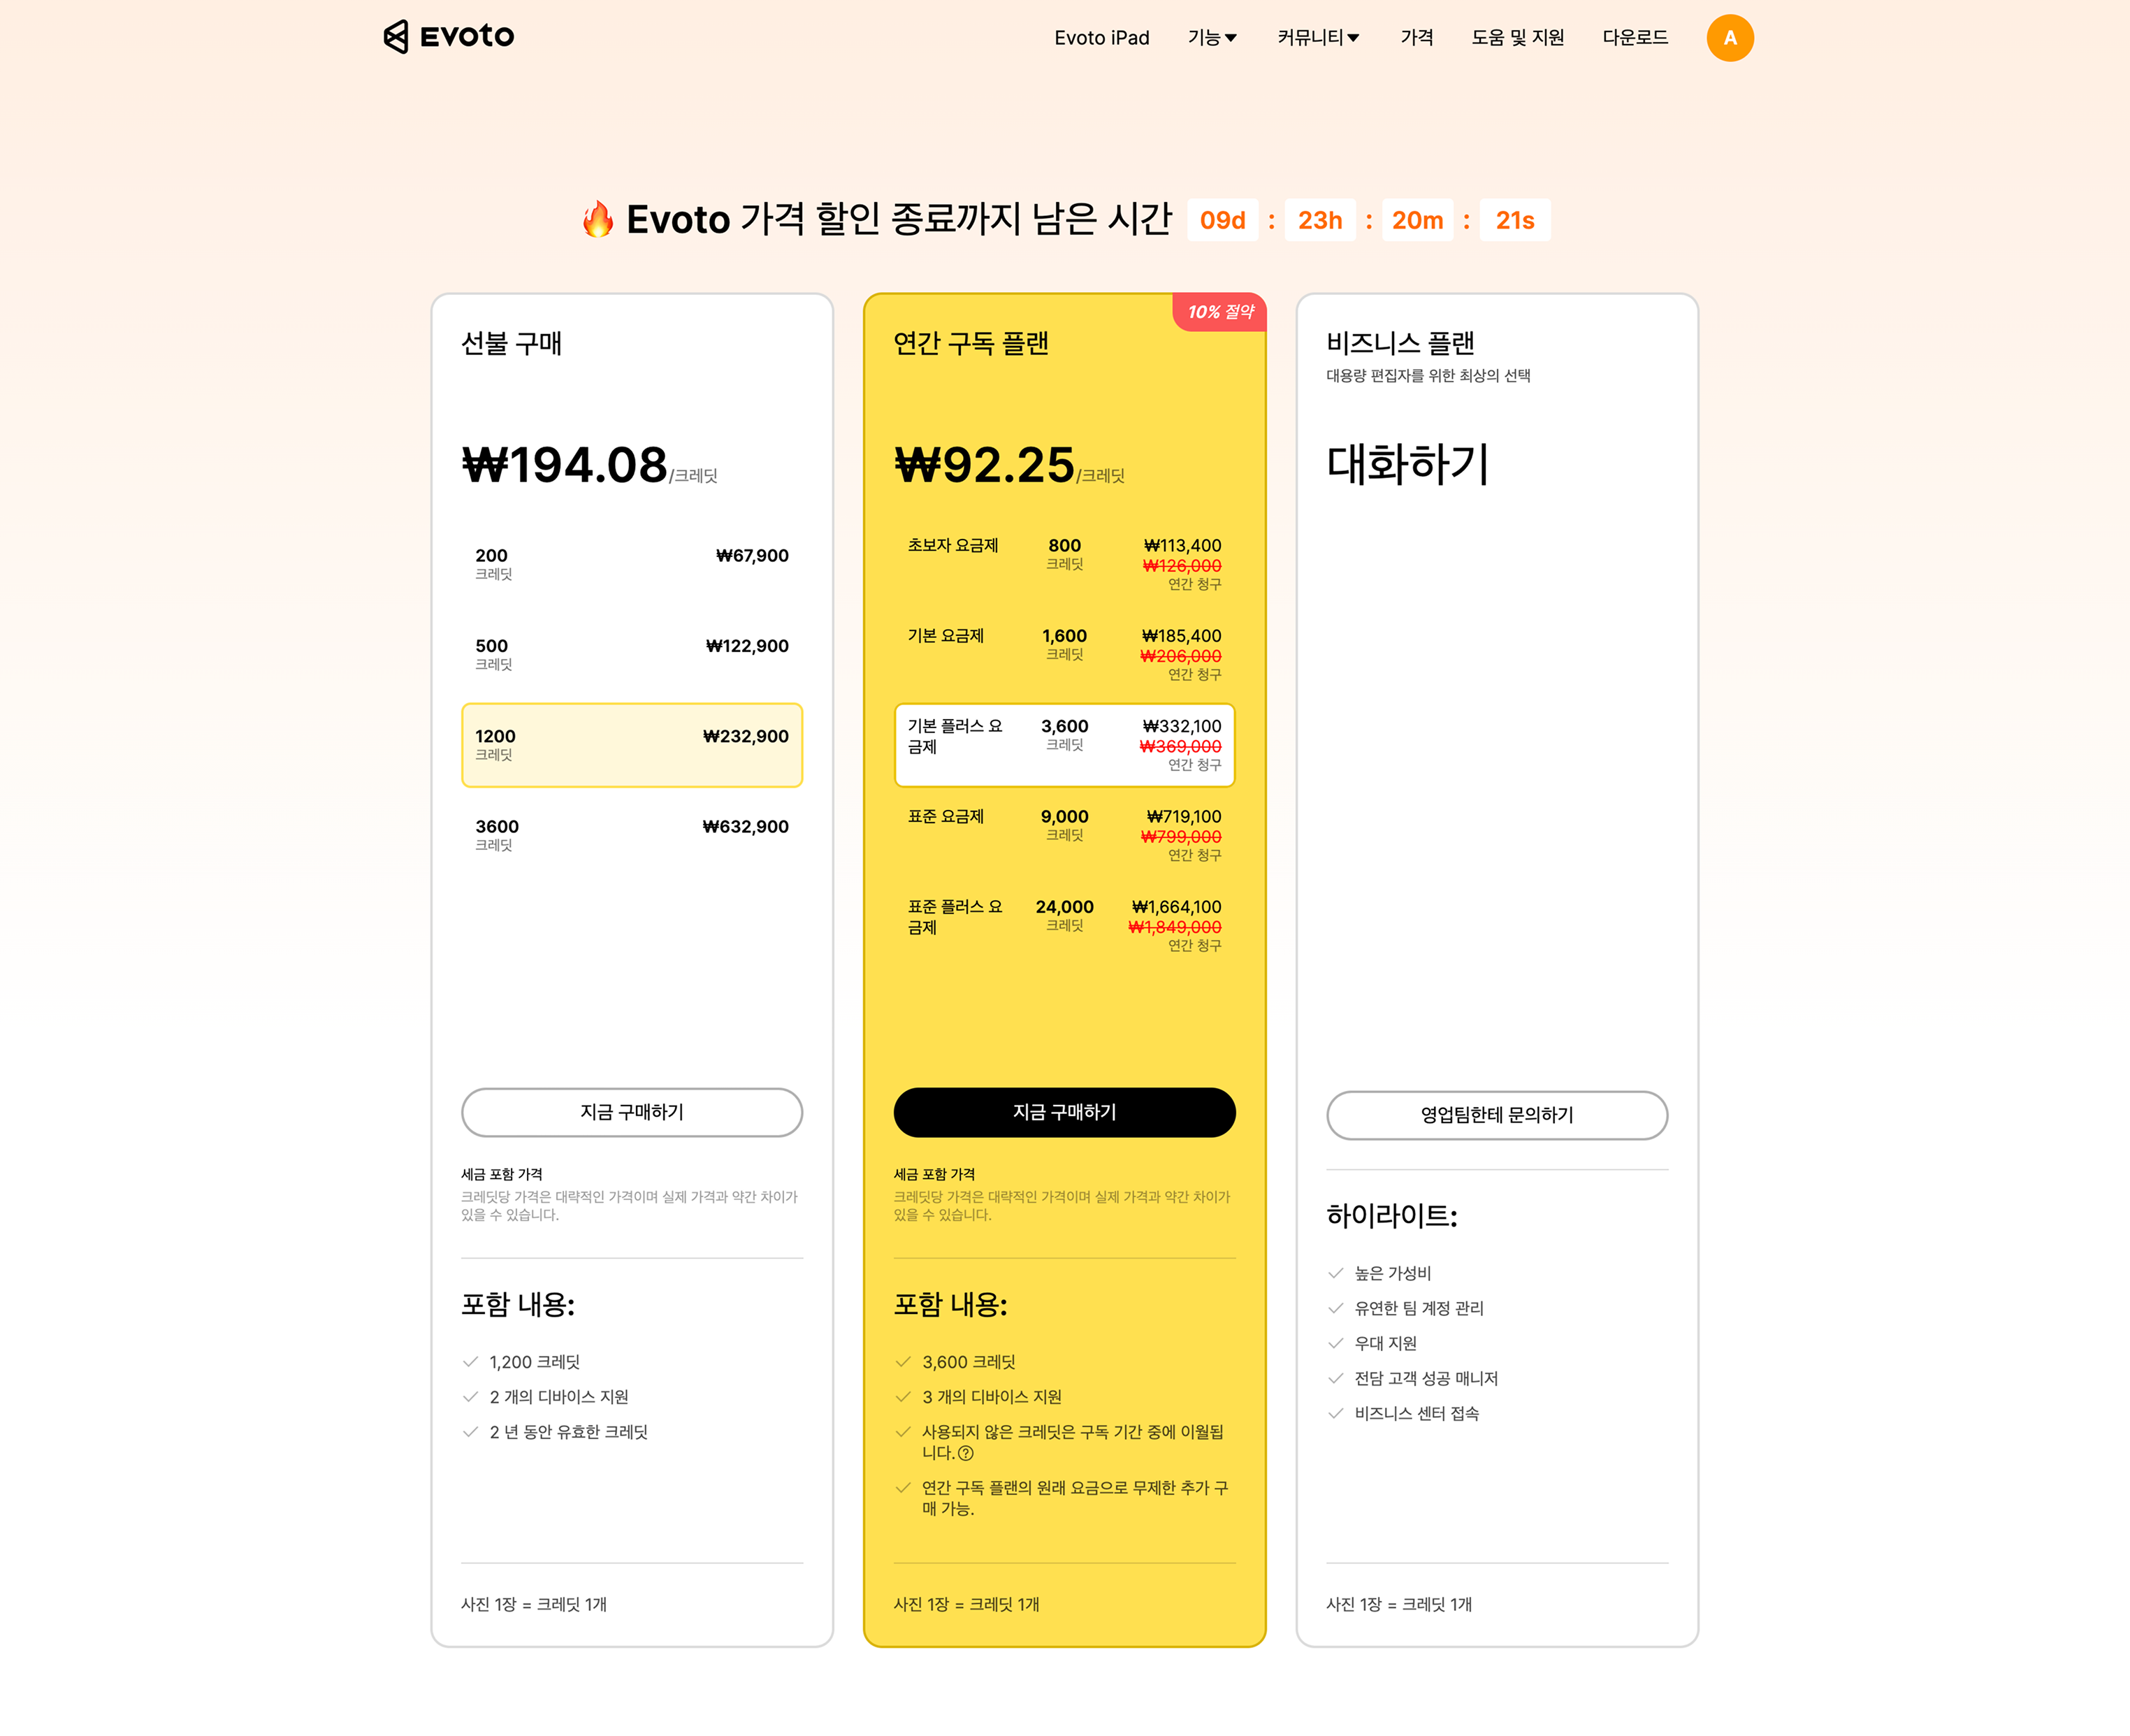 Evoto
Evoto iPad 기능 커뮤니티 가격 도움 및 지원 다운로드 A
🔥 Evoto 가격 할인 종료까지 남은 시간 09d : 23h : 20m : 21s
선불 구매
₩194.08/크레딧
200 ₩67,900
크레딧
500 ₩122,900
크레딧
1200 ₩232,900
크레딧
3600 ₩632,900
크레딧
지금 구매하기
세금 포함 가격
크레딧당 가격은 대략적인 가격이며 실제 가격과 약간 차이가
있을 수 있습니다.
포함 내용:
1,200 크레딧
2 개의 디바이스 지원
2 년 동안 유효한 크레딧
사진 1장 = 크레딧 1개
10% 절약
연간 구독 플랜
₩92.25/크레딧
초보자 요금제 800 ₩113,400
크레딧 ₩126,000
연간 청구
기본 요금제 1,600 ₩185,400
크레딧 ₩206,000
연간 청구
기본 플러스 요 3,600 ₩332,100
금제 크레딧 ₩369,000
연간 청구
표준 요금제 9,000 ₩719,100
크레딧 ₩799,000
연간 청구
표준 플러스 요 24,000 ₩1,664,100
금제 크레딧 ₩1,849,000
연간 청구
지금 구매하기
세금 포함 가격
크레딧당 가격은 대략적인 가격이며 실제 가격과 약간 차이가
있을 수 있습니다.
포함 내용:
3,600 크레딧
3 개의 디바이스 지원
사용되지 않은 크레딧은 구독 기간 중에 이월됩
니다.?
연간 구독 플랜의 원래 요금으로 무제한 추가 구
매 가능.
사진 1장 = 크레딧 1개
비즈니스 플랜
대용량 편집자를 위한 최상의 선택
대화하기
영업팀한테 문의하기
하이라이트:
높은 가성비
유연한 팀 계정 관리
우대 지원
전담 고객 성공 매니저
비즈니스 센터 접속
사진 1장 = 크레딧 1개